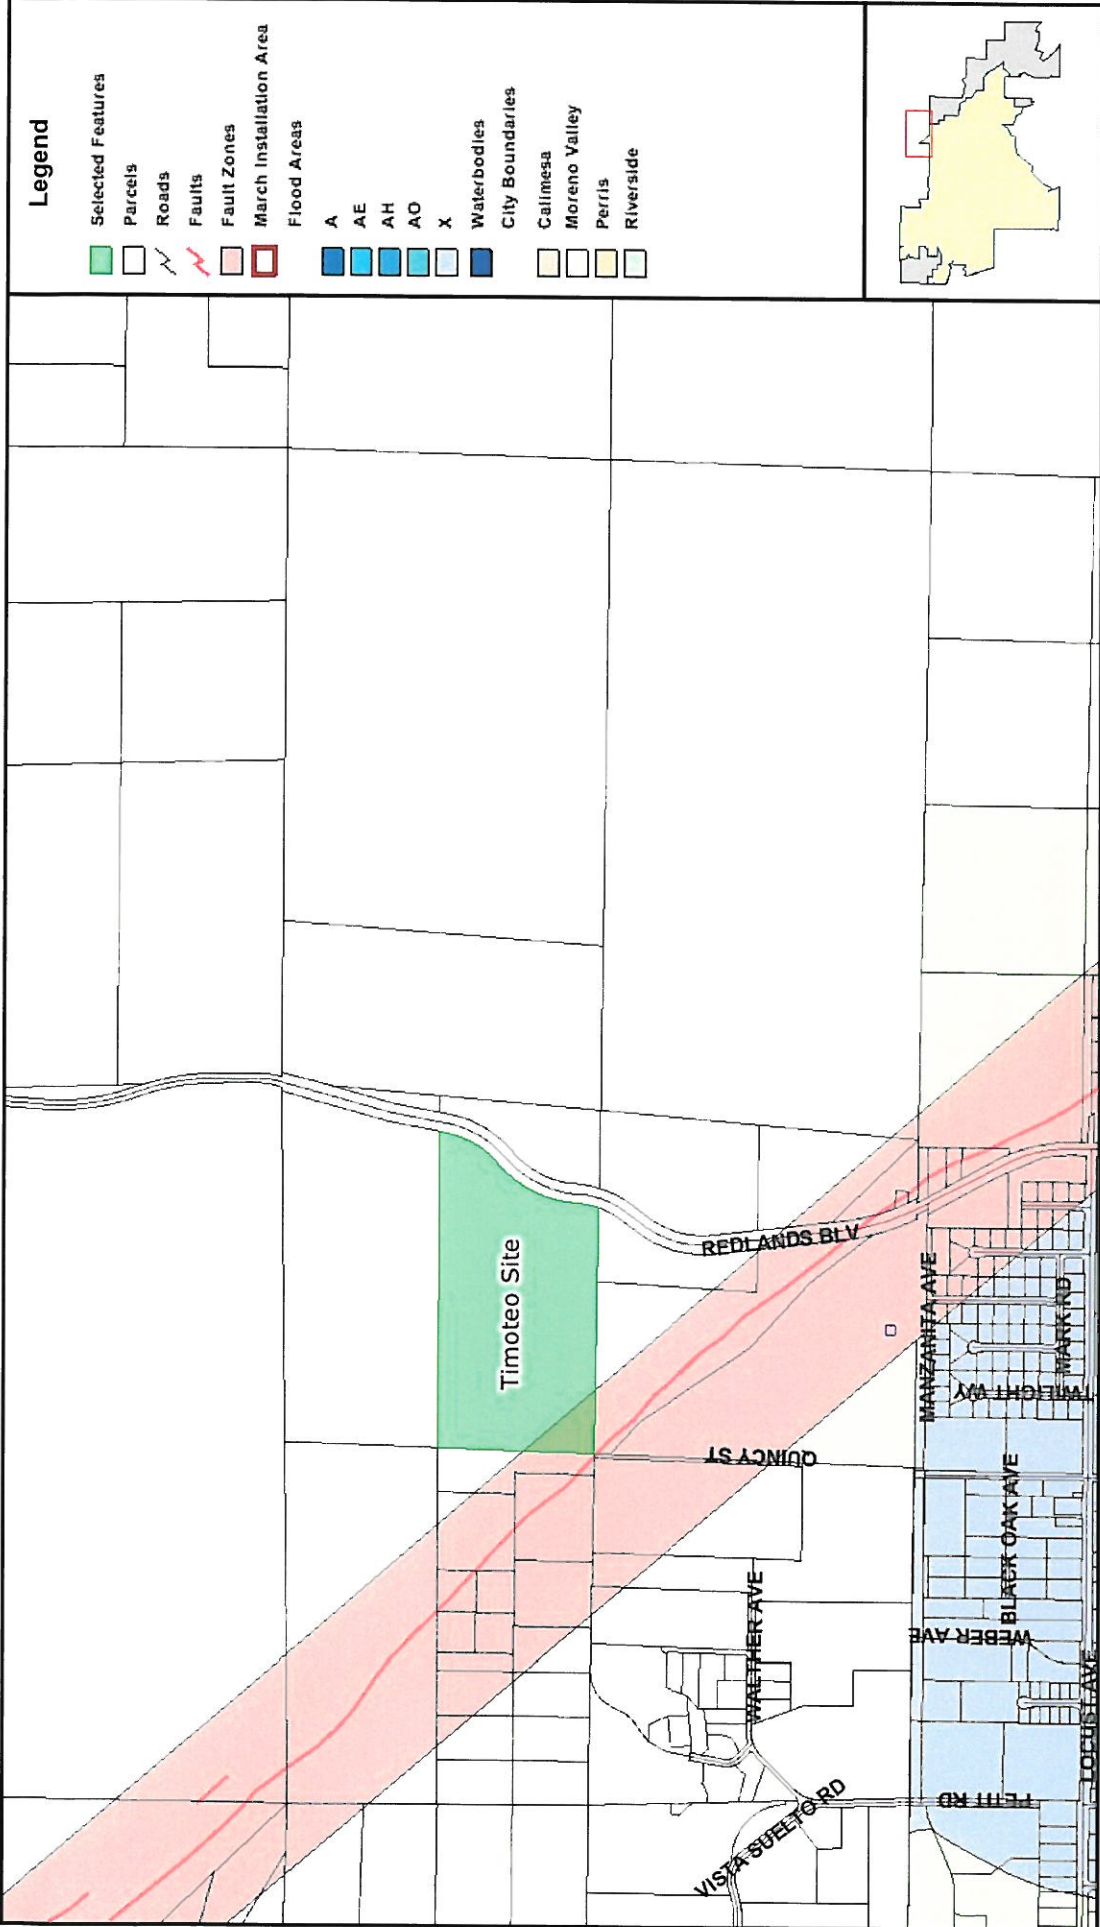 Legend
Selected Features
Parcels
Roads
Faults
Fault Zones
March Installation Area
Flood Areas
A
AE
AH
AO
X
Waterbodies
City Boundaries
Calimesa
Moreno Valley
Perris
Riverside
Timoteo Site
REDLANDS BLV
QUINCY ST
MANZANITA AVE
MARK RD
TWILIGHT WY
BLACK OAK AVE
WALTHER AVE
WEBER AVE
LOCUST AVE
PETIT RD
VISTA SUELTO RD